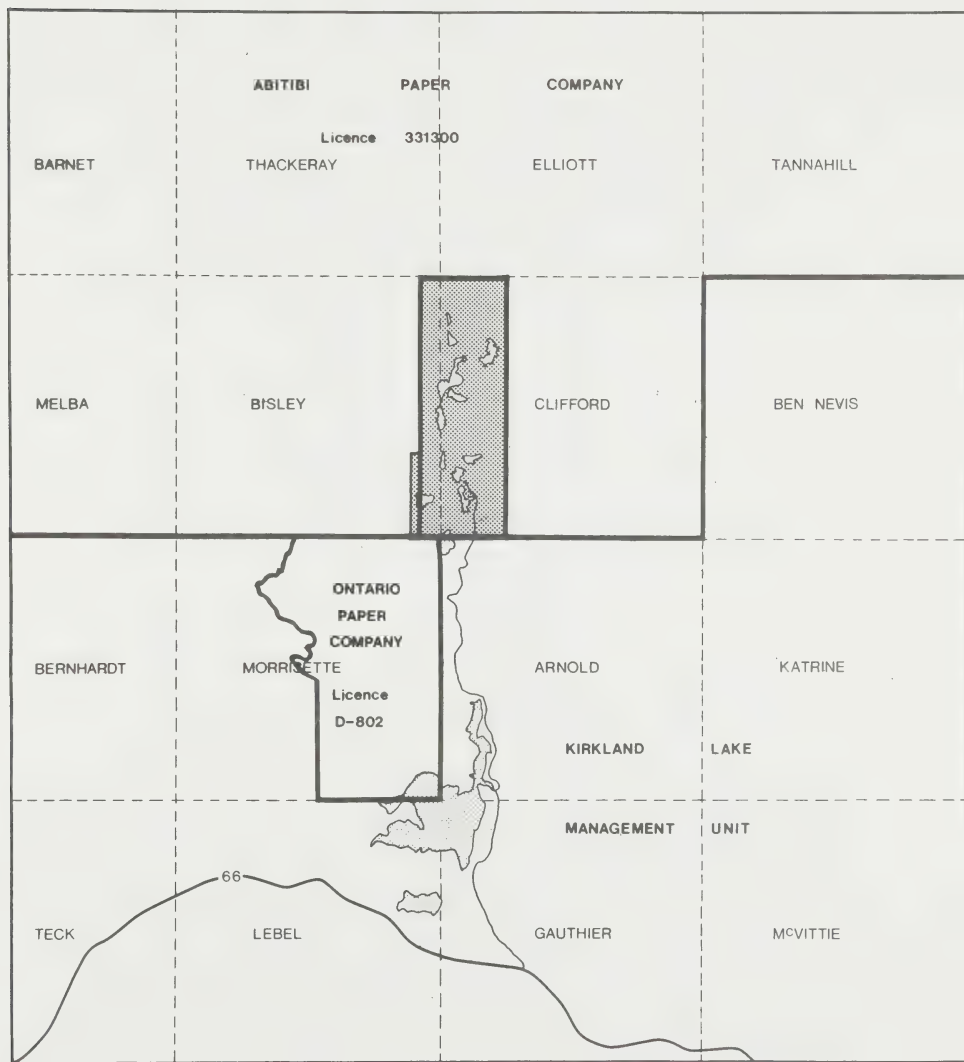 ABITIBI PAPER COMPANY
Licence 331300
BARNET THACKERAY ELLIOTT TANNAHILL
MELBA BISLEY CLIFFORD BEN NEVIS
ONTARIO
PAPER
COMPANY
BERNHARDT MORRISETTE ARNOLD KATRINE
Licence
D-802
KIRKLAND LAKE
MANAGEMENT UNIT
66
TECK LEBEL GAUTHIER McVITTIE